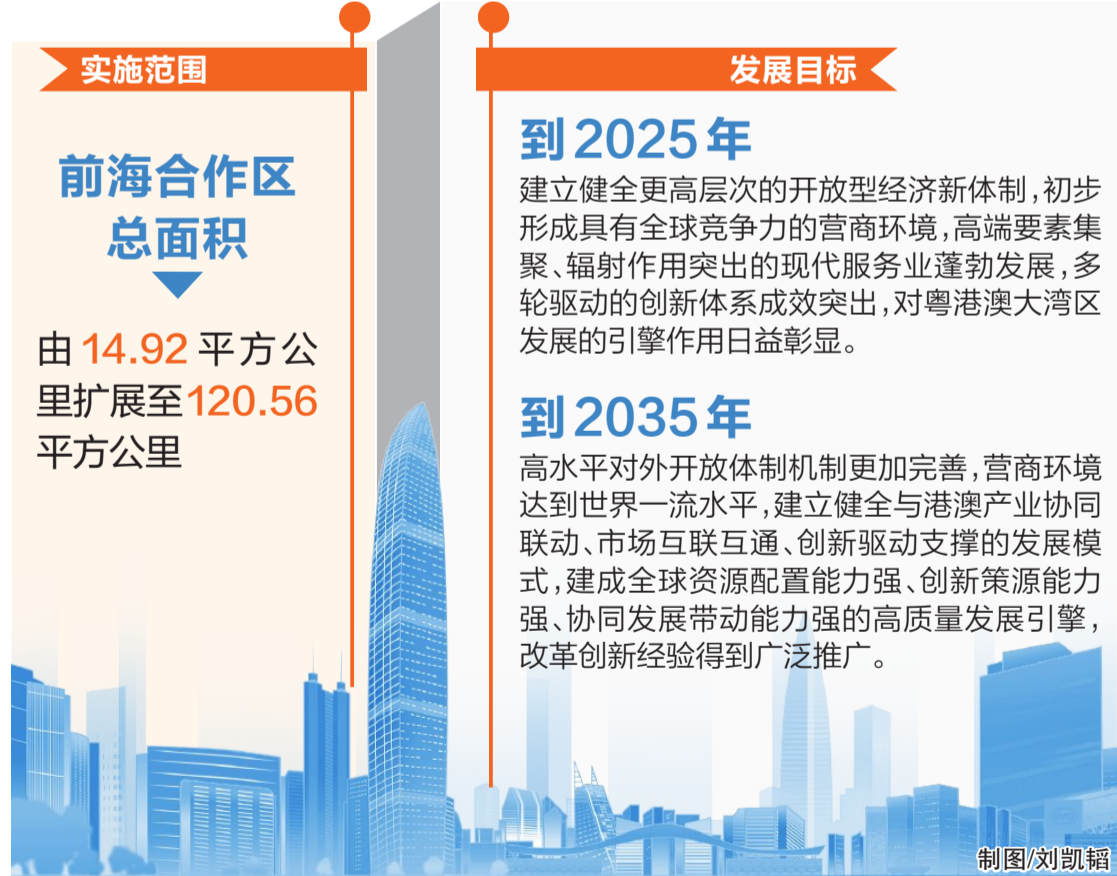 实施范围
前海合作区
总面积
由14.92平方公
里扩展至120.56
平方公里
发展目标
到2025年
建立健全更高层次的开放型经济新体制，初步
形成具有全球竞争力的营商环境，高端要素集
聚、辐射作用突出的现代服务业蓬勃发展，多
轮驱动的创新体系成效突出，对粤港澳大湾区
发展的引擎作用日益彰显。
到2035年
高水平对外开放体制机制更加完善，营商环境
达到世界一流水平，建立健全与港澳产业协同
联动、市场互联互通、创新驱动支撑的发展模
式，建成全球资源配置能力强、创新策源能力
强、协同发展带动能力强的高质量发展引擎，
改革创新经验得到广泛推广。
制图/刘凯韬